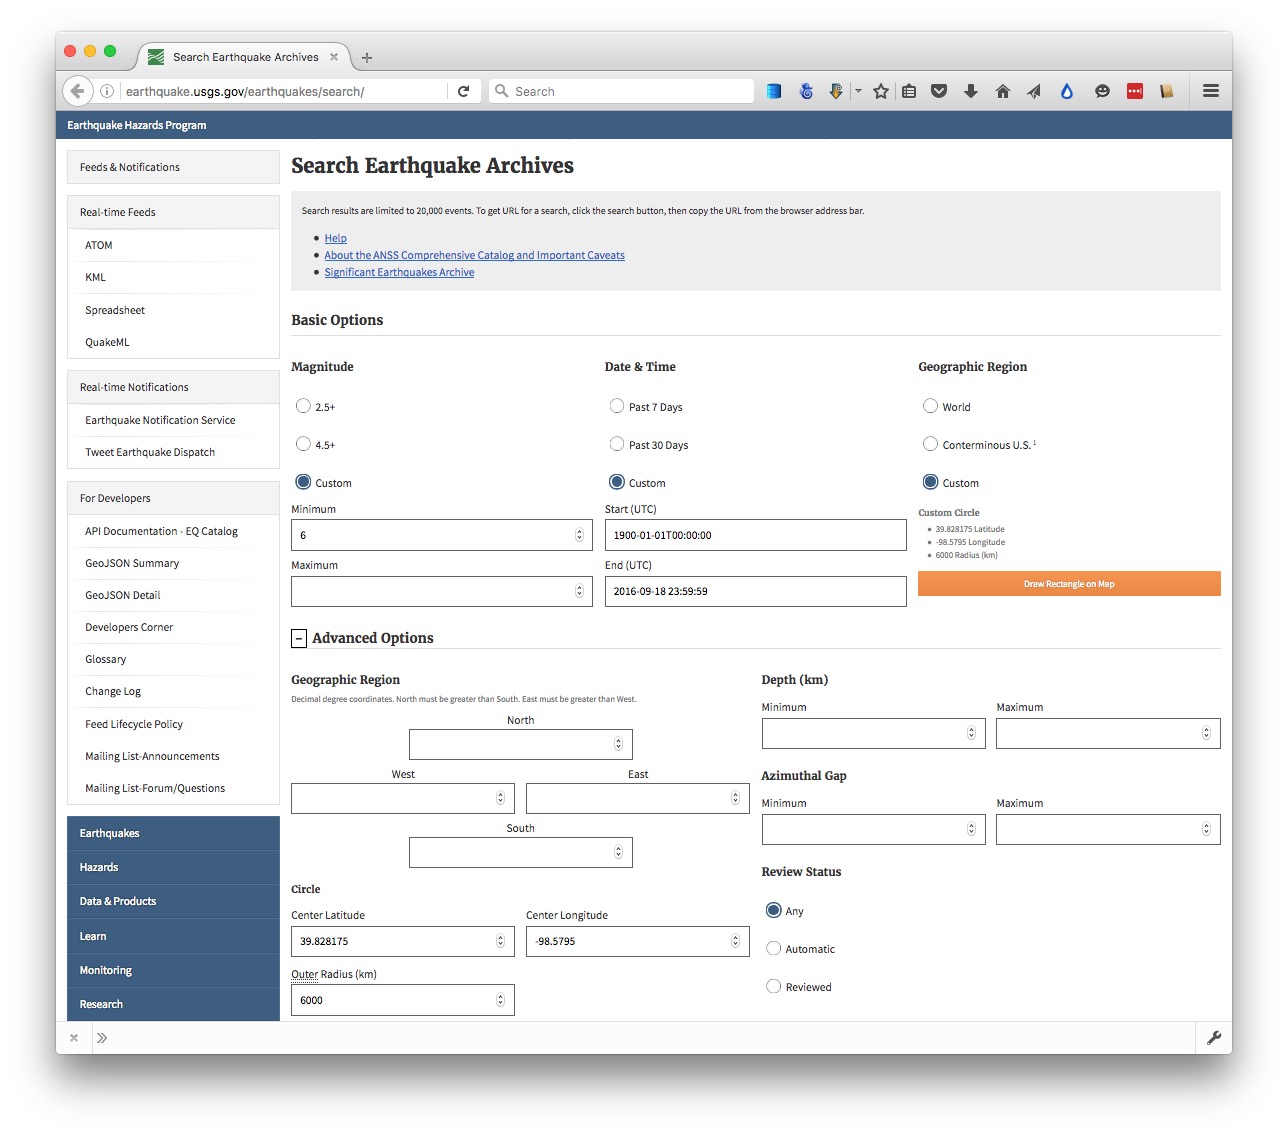 Search Earthquake Archives
earthquake.usgs.gov/earthquakes/search/
Search
Earthquake Hazards Program
Feeds & Notifications
Real-time Feeds
ATOM
KML
Spreadsheet
QuakeML
Real-time Notifications
Earthquake Notification Service
Tweet Earthquake Dispatch
For Developers
API Documentation - EQ Catalog
GeoJSON Summary
GeoJSON Detail
Developers Corner
Glossary
Change Log
Feed Lifecycle Policy
Mailing List-Announcements
Mailing List-Forum/Questions
Earthquakes
Hazards
Data & Products
Learn
Monitoring
Research
Search Earthquake Archives
Search results are limited to 20,000 events. To get URL for a search, click the search button, then copy the URL from the browser address bar.
Help
About the ANSS Comprehensive Catalog and Important Caveats
Significant Earthquakes Archive
Basic Options
Magnitude
2.5+
4.5+
Custom
Minimum
6
Maximum
Date & Time
Past 7 Days
Past 30 Days
Custom
Start (UTC)
1900-01-01T00:00:00
End (UTC)
2016-09-18 23:59:59
Geographic Region
World
Conterminous U.S.¹
Custom
Custom Circle
39.828175 Latitude
-98.5795 Longitude
6000 Radius (km)
Draw Rectangle on Map
Advanced Options
Geographic Region
Decimal degree coordinates. North must be greater than South. East must be greater than West.
North
West
East
South
Circle
Center Latitude
39.828175
Center Longitude
-98.5795
Outer Radius (km)
6000
Depth (km)
Minimum
Maximum
Azimuthal Gap
Minimum
Maximum
Review Status
Any
Automatic
Reviewed